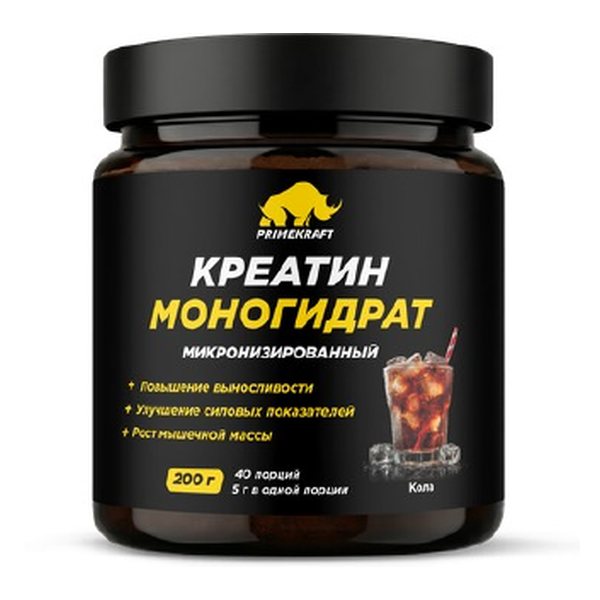 PRIMEKRAFT
КРЕАТИН
МОНОГИДРАТ
МИКРОНИЗИРОВАННЫЙ
+ Повышение выносливости
+ Улучшение силовых показателей
+ Рост мышечной массы
200 г
40 порций
5 г в одной порции
Кола